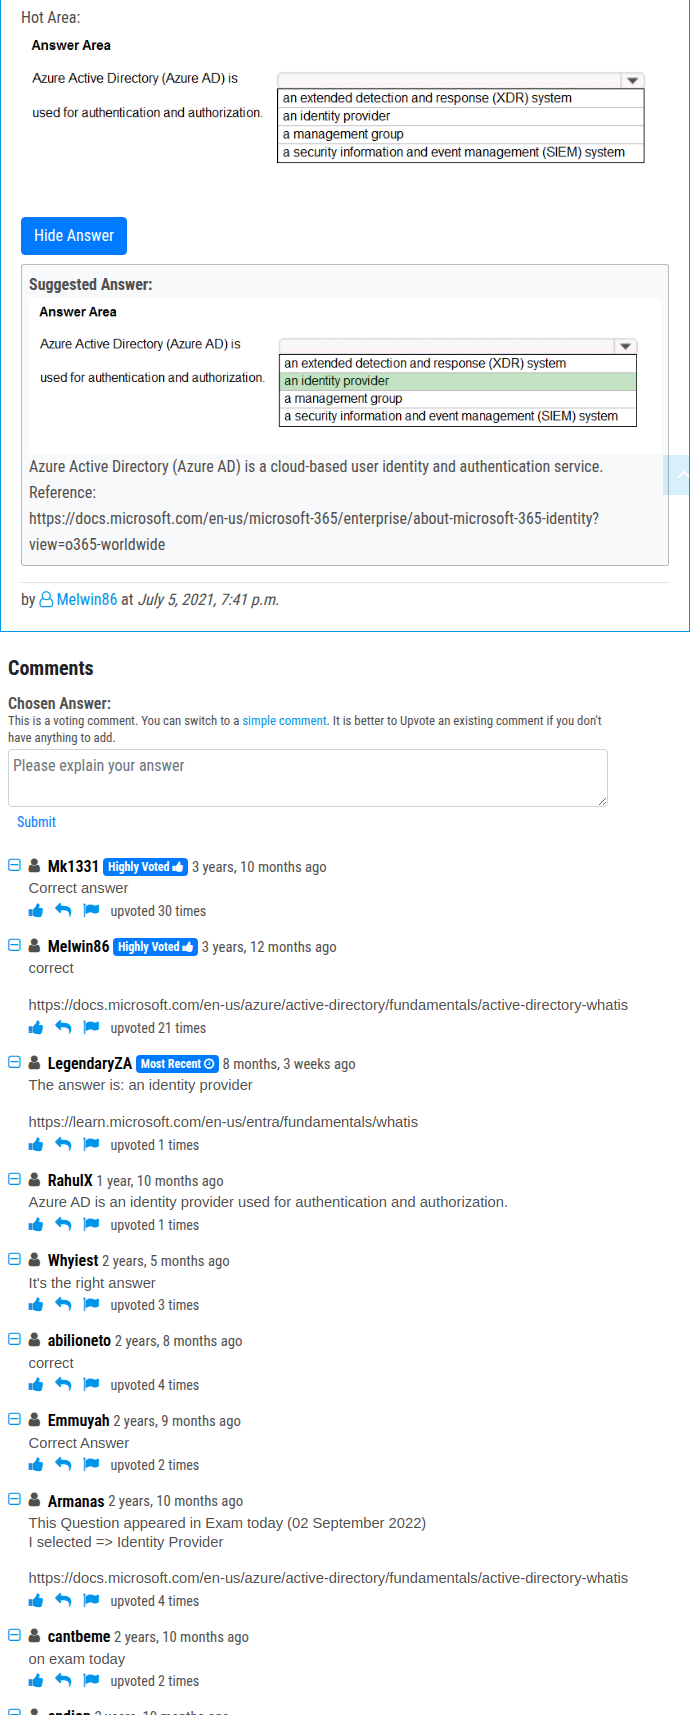 Hot Area:
Answer Area
Azure Active Directory (Azure AD) is
used for authentication and authorization.
an extended detection and response (XDR) system
an identity provider
a management group
a security information and event management (SIEM) system
Hide Answer
Suggested Answer:
Answer Area
Azure Active Directory (Azure AD) is
used for authentication and authorization.
an extended detection and response (XDR) system
an identity provider
a management group
a security information and event management (SIEM) system
Azure Active Directory (Azure AD) is a cloud-based user identity and authentication service.
Reference:
https://docs.microsoft.com/en-us/microsoft-365/enterprise/about-microsoft-365-identity?
view=o365-worldwide
by Melwin86 at July 5, 2021, 7:41 p.m.
Comments
Chosen Answer:
This is a voting comment. You can switch to a simple comment. It is better to Upvote an existing comment if you don't
have anything to add.
Please explain your answer
Submit
Mk1331 Highly Voted 3 years, 10 months ago
Correct answer
upvoted 30 times
Melwin86 Highly Voted 3 years, 12 months ago
correct
https://docs.microsoft.com/en-us/azure/active-directory/fundamentals/active-directory-whatis
upvoted 21 times
LegendaryZA Most Recent 8 months, 3 weeks ago
The answer is: an identity provider
https://learn.microsoft.com/en-us/entra/fundamentals/whatis
upvoted 1 times
RahulX 1 year, 10 months ago
Azure AD is an identity provider used for authentication and authorization.
upvoted 1 times
Whyiest 2 years, 5 months ago
It's the right answer
upvoted 3 times
abilioneto 2 years, 8 months ago
correct
upvoted 4 times
Emmuyah 2 years, 9 months ago
Correct Answer
upvoted 2 times
Armanas 2 years, 10 months ago
This Question appeared in Exam today (02 September 2022)
I selected => Identity Provider
https://docs.microsoft.com/en-us/azure/active-directory/fundamentals/active-directory-whatis
upvoted 4 times
cantbeme 2 years, 10 months ago
on exam today
upvoted 2 times